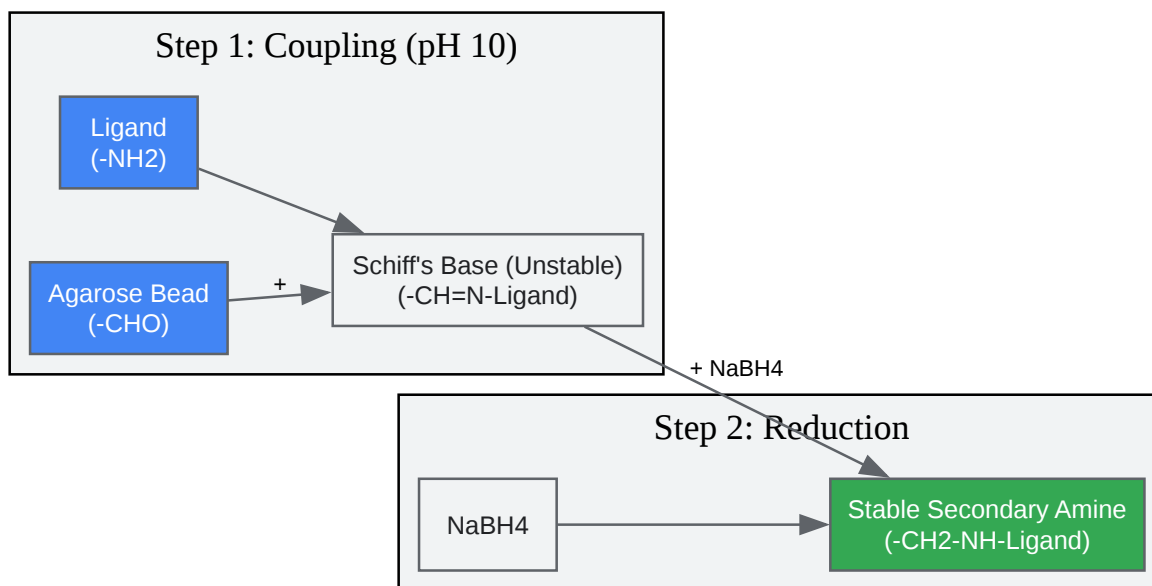 Step 1: Coupling (pH 10)
Ligand
(-NH2)
Agarose Bead
(-CHO)
+
Schiff's Base (Unstable)
(-CH=N-Ligand)
+ NaBH4
Step 2: Reduction
NaBH4
Stable Secondary Amine
(-CH2-NH-Ligand)